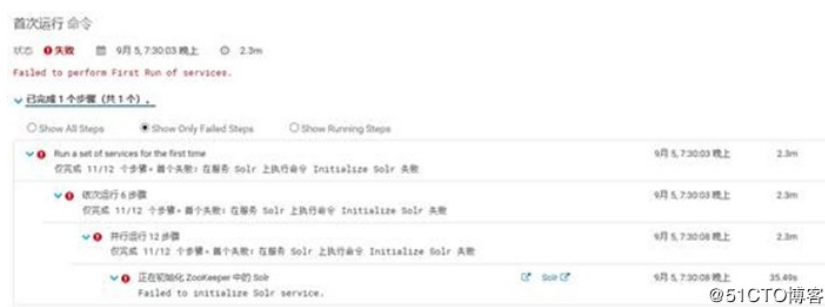 首次运行 命令
状态 失败 9月 5, 7:30:03 晚上 2.3m
Failed to perform First Run of services.
已完成 1 个步骤 (共 1 个) 。
Show All Steps Show Only Failed Steps Show Running Steps
Run a set of services for the first time 9月 5, 7:30:03 晚上 2.3m
仅完成 11/12 个步骤。首个失败: 在服务 Solr 上执行命令 Initialize Solr 失败
依次运行 6 步骤 9月 5, 7:30:03 晚上 2.3m
仅完成 11/12 个步骤。首个失败: 在服务 Solr 上执行命令 Initialize Solr 失败
并行运行 12 步骤 9月 5, 7:30:08 晚上 2.3m
仅完成 11/12 个步骤。首个失败: 在服务 Solr 上执行命令 Initialize Solr 失败
正在初始化 ZooKeeper 中的 Solr Solr 9月 5, 7:30:08 晚上 35.49s
Failed to initialize Solr service.
@51CTO博客